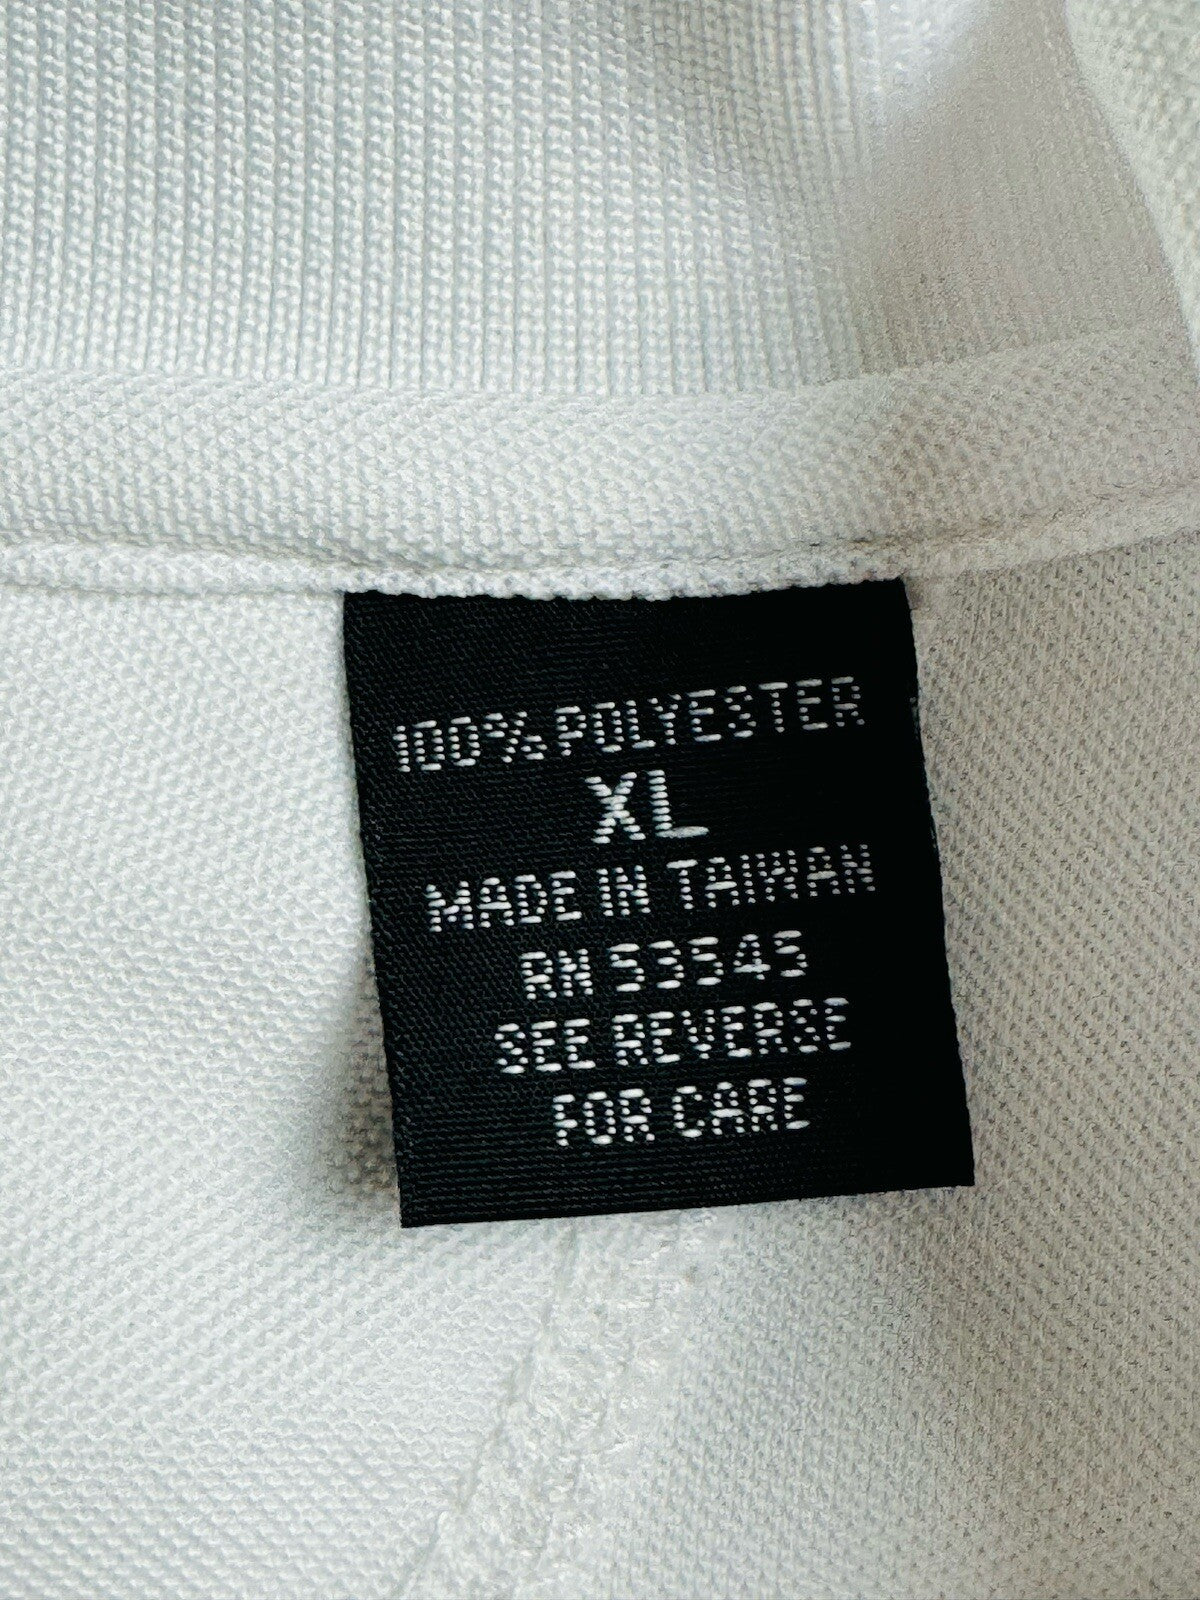 100% POLYESTER
XL
MADE IN TAIWAN
RN 53545
SEE REVERSE
FOR CARE